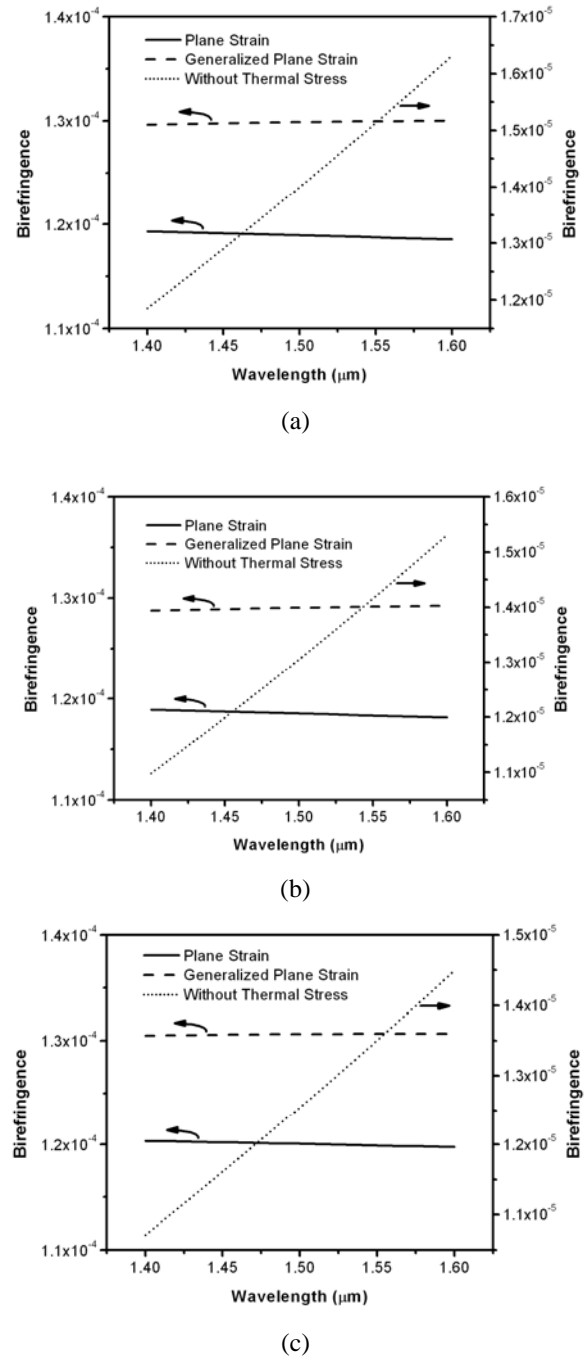 1.4x10⁻⁴
1.3x10⁻⁴
1.2x10⁻⁴
1.1x10⁻⁴
Birefringence
Plane Strain
Generalized Plane Strain
Without Thermal Stress
1.7x10⁻⁵
1.6x10⁻⁵
1.5x10⁻⁵
1.4x10⁻⁵
1.3x10⁻⁵
1.2x10⁻⁵
Birefringence
1.40 1.45 1.50 1.55 1.60
Wavelength (μm)
(a)
1.4x10⁻⁴
1.3x10⁻⁴
1.2x10⁻⁴
1.1x10⁻⁴
Birefringence
Plane Strain
Generalized Plane Strain
Without Thermal Stress
1.6x10⁻⁵
1.5x10⁻⁵
1.4x10⁻⁵
1.3x10⁻⁵
1.2x10⁻⁵
1.1x10⁻⁵
Birefringence
1.40 1.45 1.50 1.55 1.60
Wavelength (μm)
(b)
1.4x10⁻⁴
1.3x10⁻⁴
1.2x10⁻⁴
1.1x10⁻⁴
Birefringence
Plane Strain
Generalized Plane Strain
Without Thermal Stress
1.5x10⁻⁵
1.4x10⁻⁵
1.3x10⁻⁵
1.2x10⁻⁵
1.1x10⁻⁵
Birefringence
1.40 1.45 1.50 1.55 1.60
Wavelength (μm)
(c)